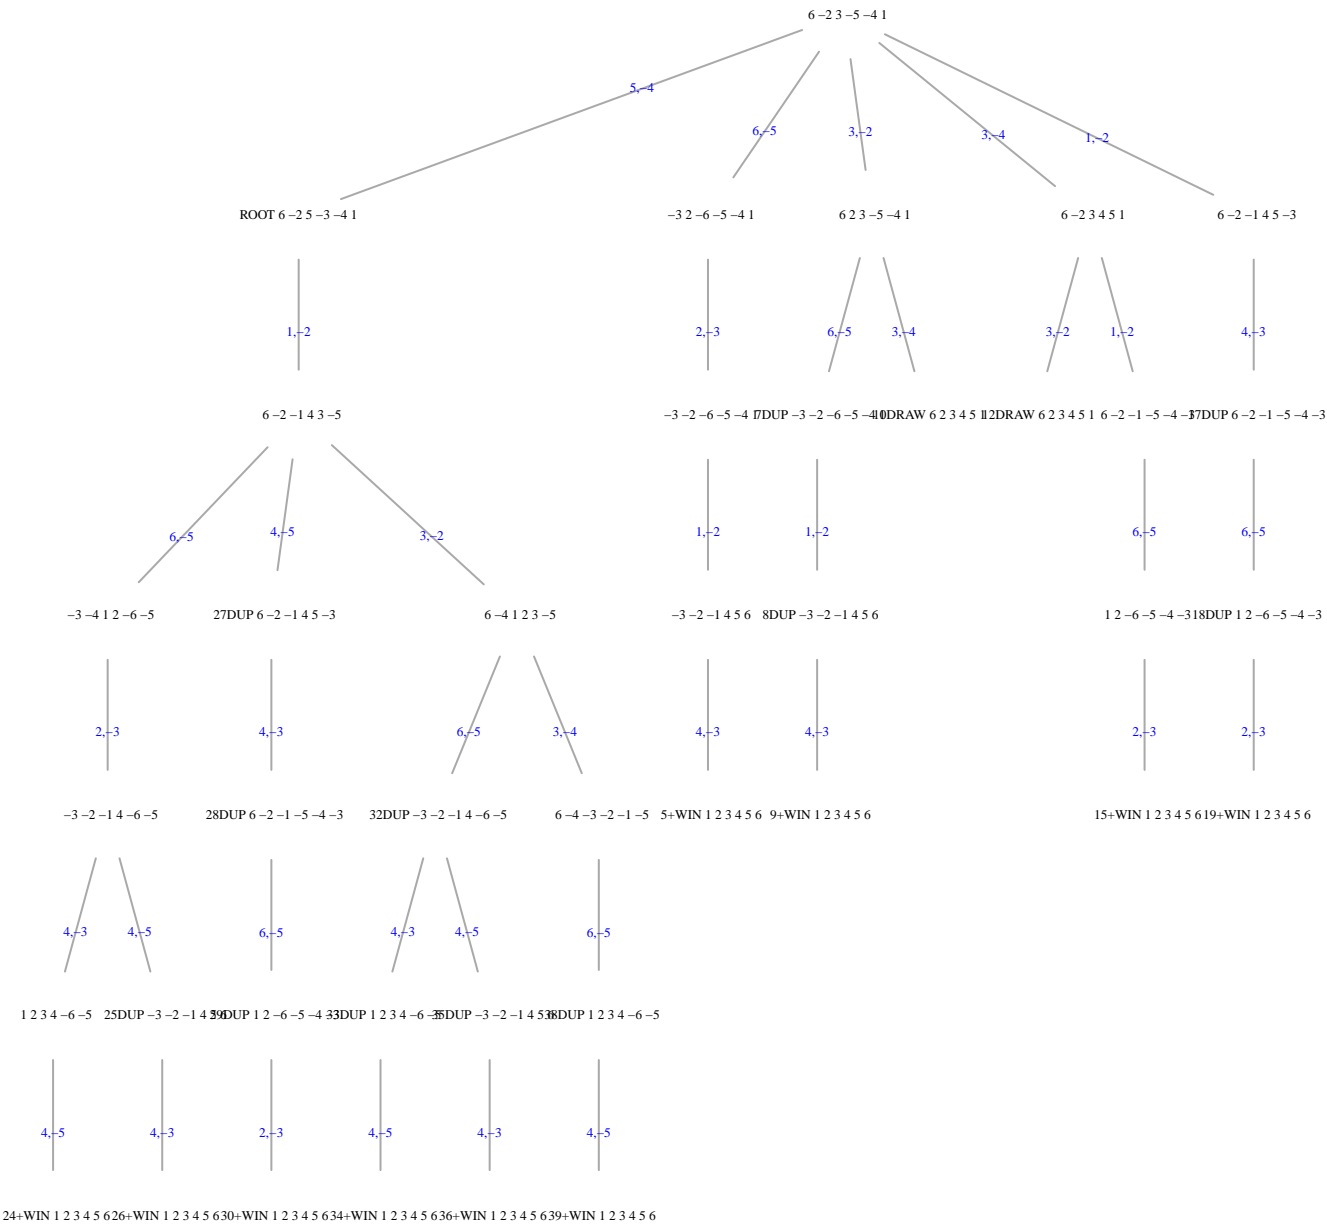 6 −2 3 −5 −4 1
5,−4
6,−5
3,−2
3,−4
1,−2
ROOT 6 −2 5 −3 −4 1
−3 2 −6 −5 −4 1
6 2 3 −5 −4 1
6 −2 3 4 5 1
6 −2 −1 4 5 −3
1,−2
2,−3
6,−5
3,−4
3,−2
1,−2
4,−3
6 −2 −1 4 3 −5
−3 −2 −6 −5 −4 1
7DUP −3 −2 −6 −5 −4 1
10DRAW 6 2 3 4 5 1
12DRAW 6 2 3 4 5 1
6 −2 −1 −5 −4 −3
17DUP 6 −2 −1 −5 −4 −3
6,−5
4,−5
3,−2
1,−2
1,−2
6,−5
6,−5
−3 −4 1 2 −6 −5
27DUP 6 −2 −1 4 5 −3
6 −4 1 2 3 −5
−3 −2 −1 4 5 6
8DUP −3 −2 −1 4 5 6
1 2 −6 −5 −4 −3
18DUP 1 2 −6 −5 −4 −3
2,−3
4,−3
6,−5
3,−4
4,−3
4,−3
2,−3
2,−3
−3 −2 −1 4 −6 −5
28DUP 6 −2 −1 −5 −4 −3
32DUP −3 −2 −1 4 −6 −5
6 −4 −3 −2 −1 −5
5+WIN 1 2 3 4 5 6
9+WIN 1 2 3 4 5 6
15+WIN 1 2 3 4 5 6
19+WIN 1 2 3 4 5 6
4,−3
4,−5
6,−5
4,−3
4,−5
6,−5
1 2 3 4 −6 −5
25DUP −3 −2 −1 4 5 6
29DUP 1 2 −6 −5 −4 −3
33DUP 1 2 3 4 −6 −5
35DUP −3 −2 −1 4 5 6
38DUP 1 2 3 4 −6 −5
4,−5
4,−3
2,−3
4,−5
4,−3
4,−5
24+WIN 1 2 3 4 5 6
26+WIN 1 2 3 4 5 6
30+WIN 1 2 3 4 5 6
34+WIN 1 2 3 4 5 6
36+WIN 1 2 3 4 5 6
39+WIN 1 2 3 4 5 6